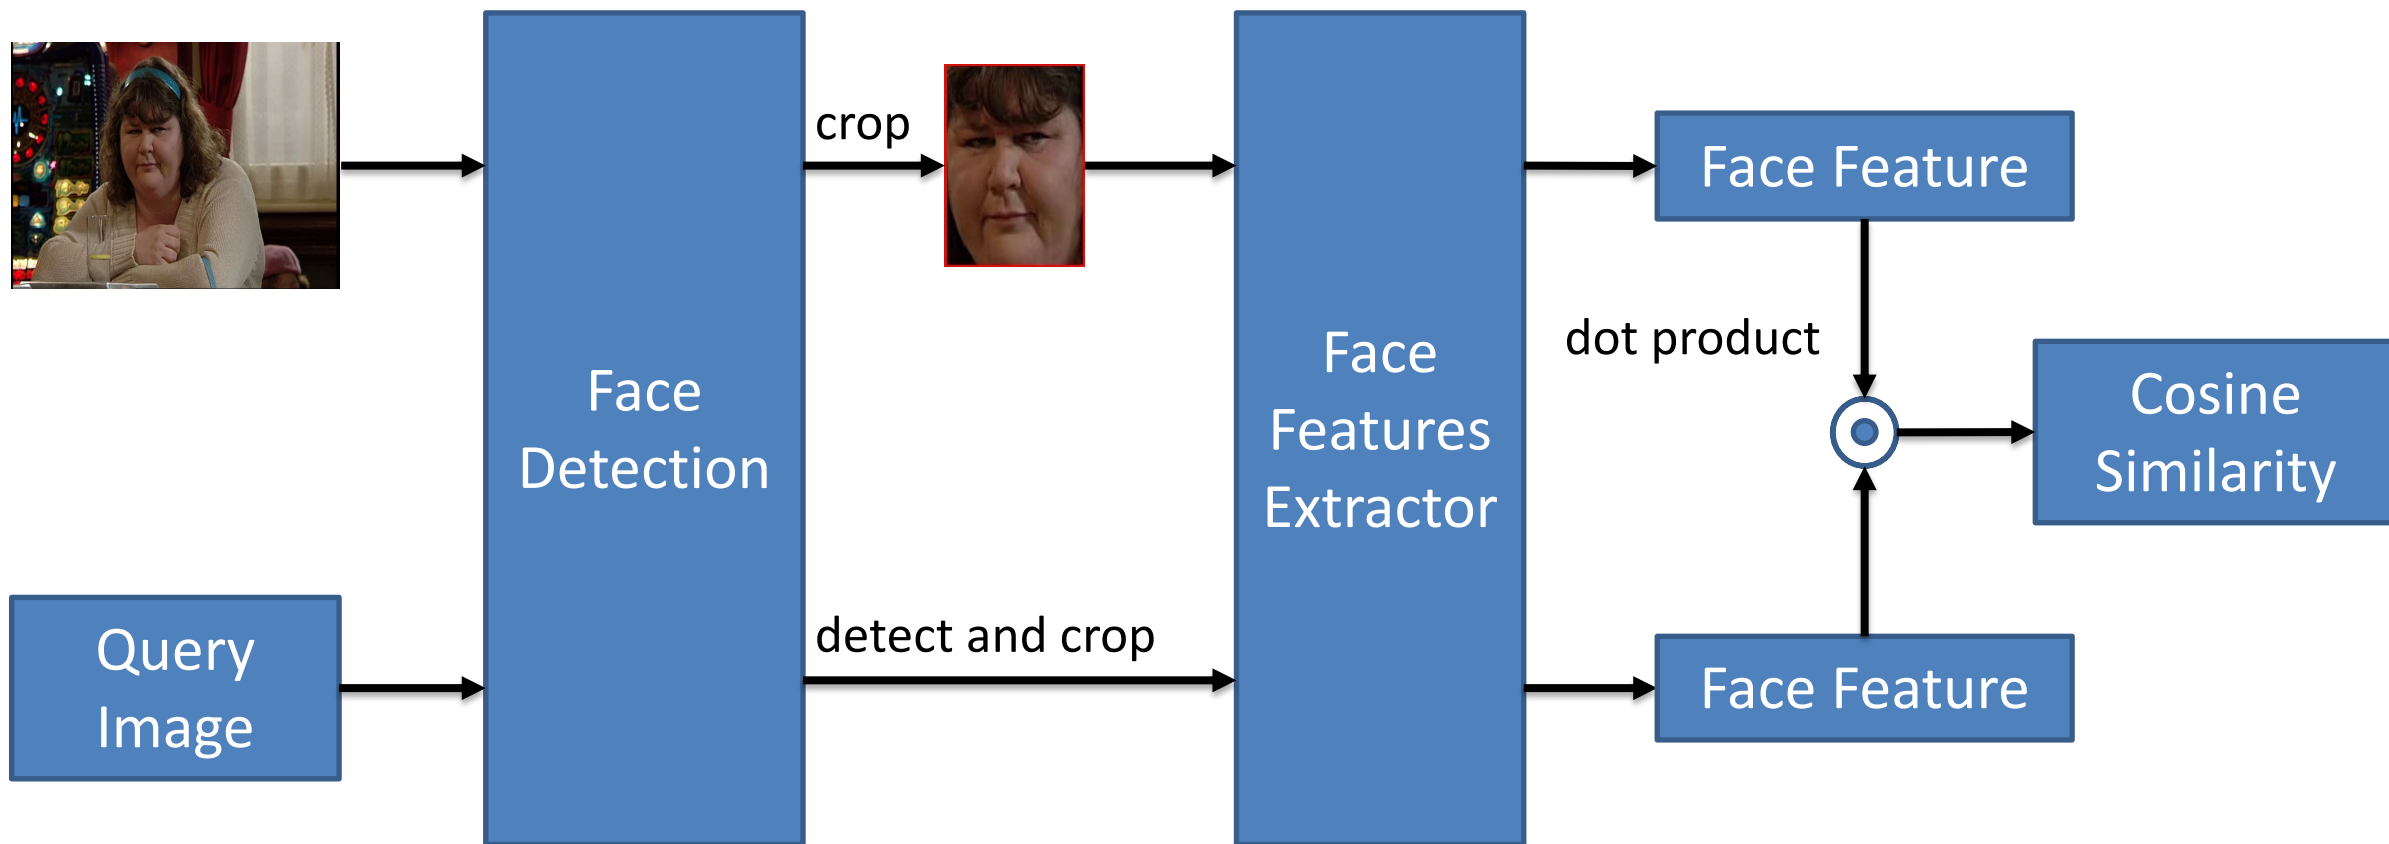 crop
Face Feature
dot product
Face
Detection
Face
Features
Extractor
Cosine
Similarity
Query
Image
detect and crop
Face Feature